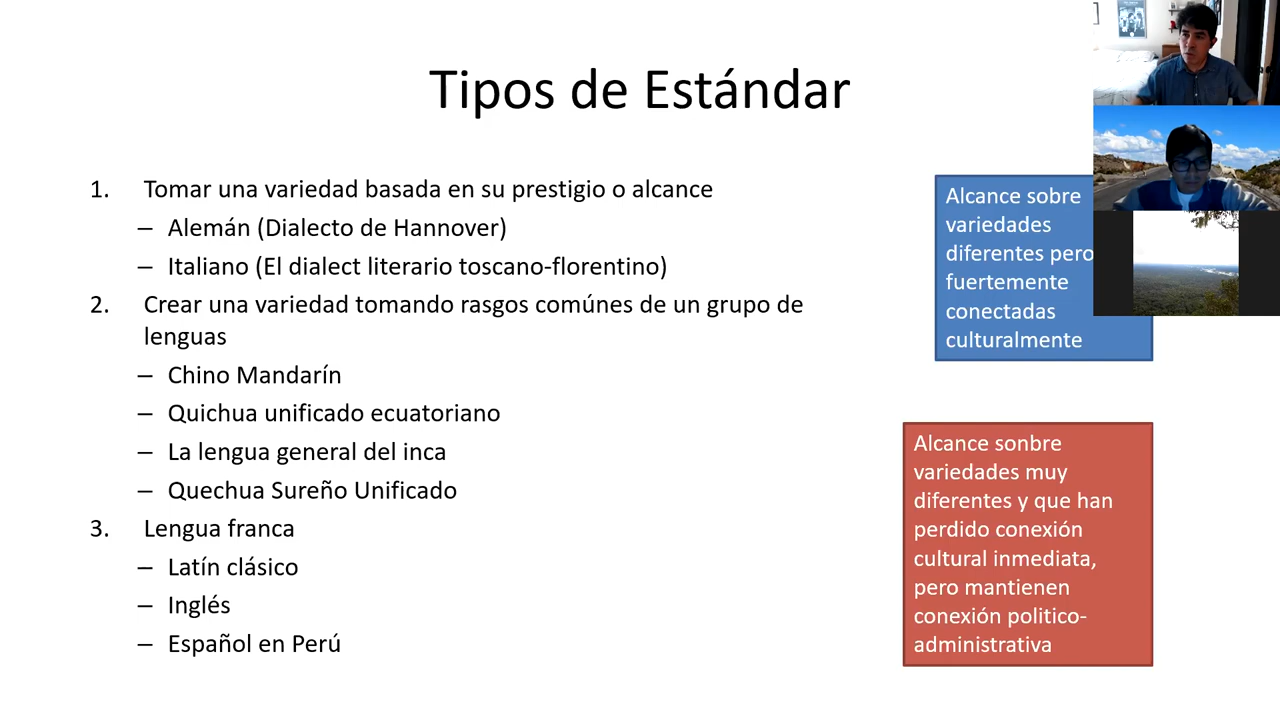 Tipos de Estándar
1. Tomar una variedad basada en su prestigio o alcance
– Alemán (Dialecto de Hannover)
– Italiano (El dialect literario toscano-florentino)
2. Crear una variedad tomando rasgos comúnes de un grupo de
lenguas
– Chino Mandarín
– Quichua unificado ecuatoriano
– La lengua general del inca
– Quechua Sureño Unificado
3. Lengua franca
– Latín clásico
– Inglés
– Español en Perú
Alcance sobre
variedades
diferentes pero
fuertemente
conectadas
culturalmente
Alcance sonbre
variedades muy
diferentes y que han
perdido conexión
cultural inmediata,
pero mantienen
conexión politico-
administrativa